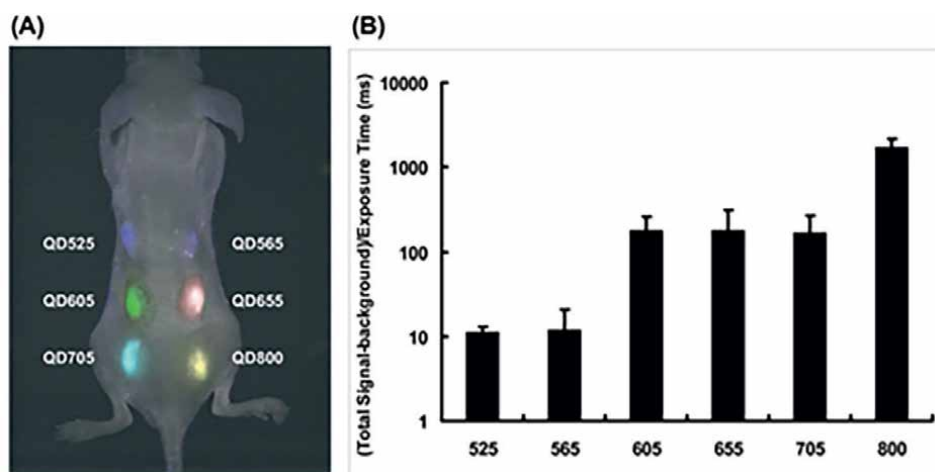 (A)
QD525 QD565
QD605 QD655
QD705 QD800
(B)
(Total Signal-background)/Exposure Time (ms)
10000
1000
100
10
1
525 565 605 655 705 800